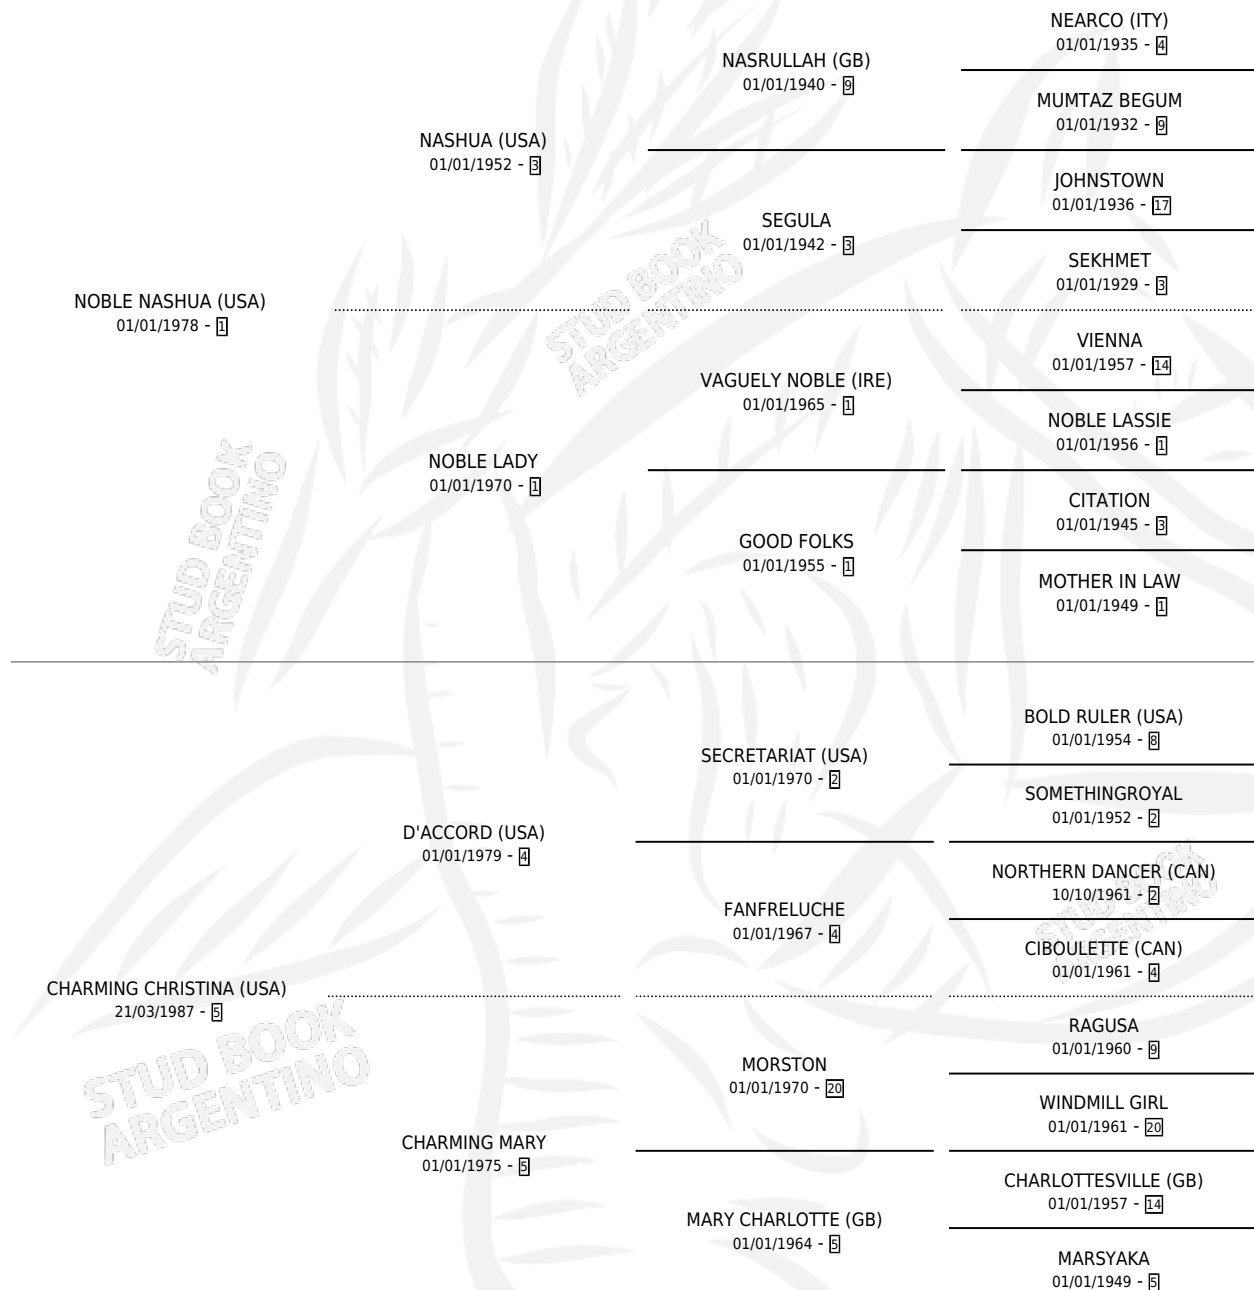 NEARCO (ITY)
01/01/1935 - 4
NASRULLAH (GB)
01/01/1940 - 9
MUMTAZ BEGUM
01/01/1932 - 9
NASHUA (USA)
01/01/1952 - 3
JOHNSTOWN
01/01/1936 - 17
SEGULA
01/01/1942 - 3
SEKHMET
01/01/1929 - 3
NOBLE NASHUA (USA)
01/01/1978 - 1
VIENNA
01/01/1957 - 14
VAGUELY NOBLE (IRE)
01/01/1965 - 1
NOBLE LASSIE
01/01/1956 - 1
NOBLE LADY
01/01/1970 - 1
CITATION
01/01/1945 - 3
GOOD FOLKS
01/01/1955 - 1
MOTHER IN LAW
01/01/1949 - 1
BOLD RULER (USA)
01/01/1954 - 8
SECRETARIAT (USA)
01/01/1970 - 2
SOMETHINGROYAL
01/01/1952 - 2
D'ACCORD (USA)
01/01/1979 - 4
NORTHERN DANCER (CAN)
10/10/1961 - 2
FANFRELUCHE
01/01/1967 - 4
CIBOULETTE (CAN)
01/01/1961 - 4
CHARMING CHRISTINA (USA)
21/03/1987 - 5
RAGUSA
01/01/1960 - 9
MORSTON
01/01/1970 - 20
WINDMILL GIRL
01/01/1961 - 20
CHARMING MARY
01/01/1975 - 5
CHARLOTTESVILLE (GB)
01/01/1957 - 14
MARY CHARLOTTE (GB)
01/01/1964 - 5
MARSYAKA
01/01/1949 - 5
STUD BOOK
ARGENTINO
STUD BOOK
ARGENTINO
STUD BOOK
ARGENTINO
STUD BOOK
ARGENTINO